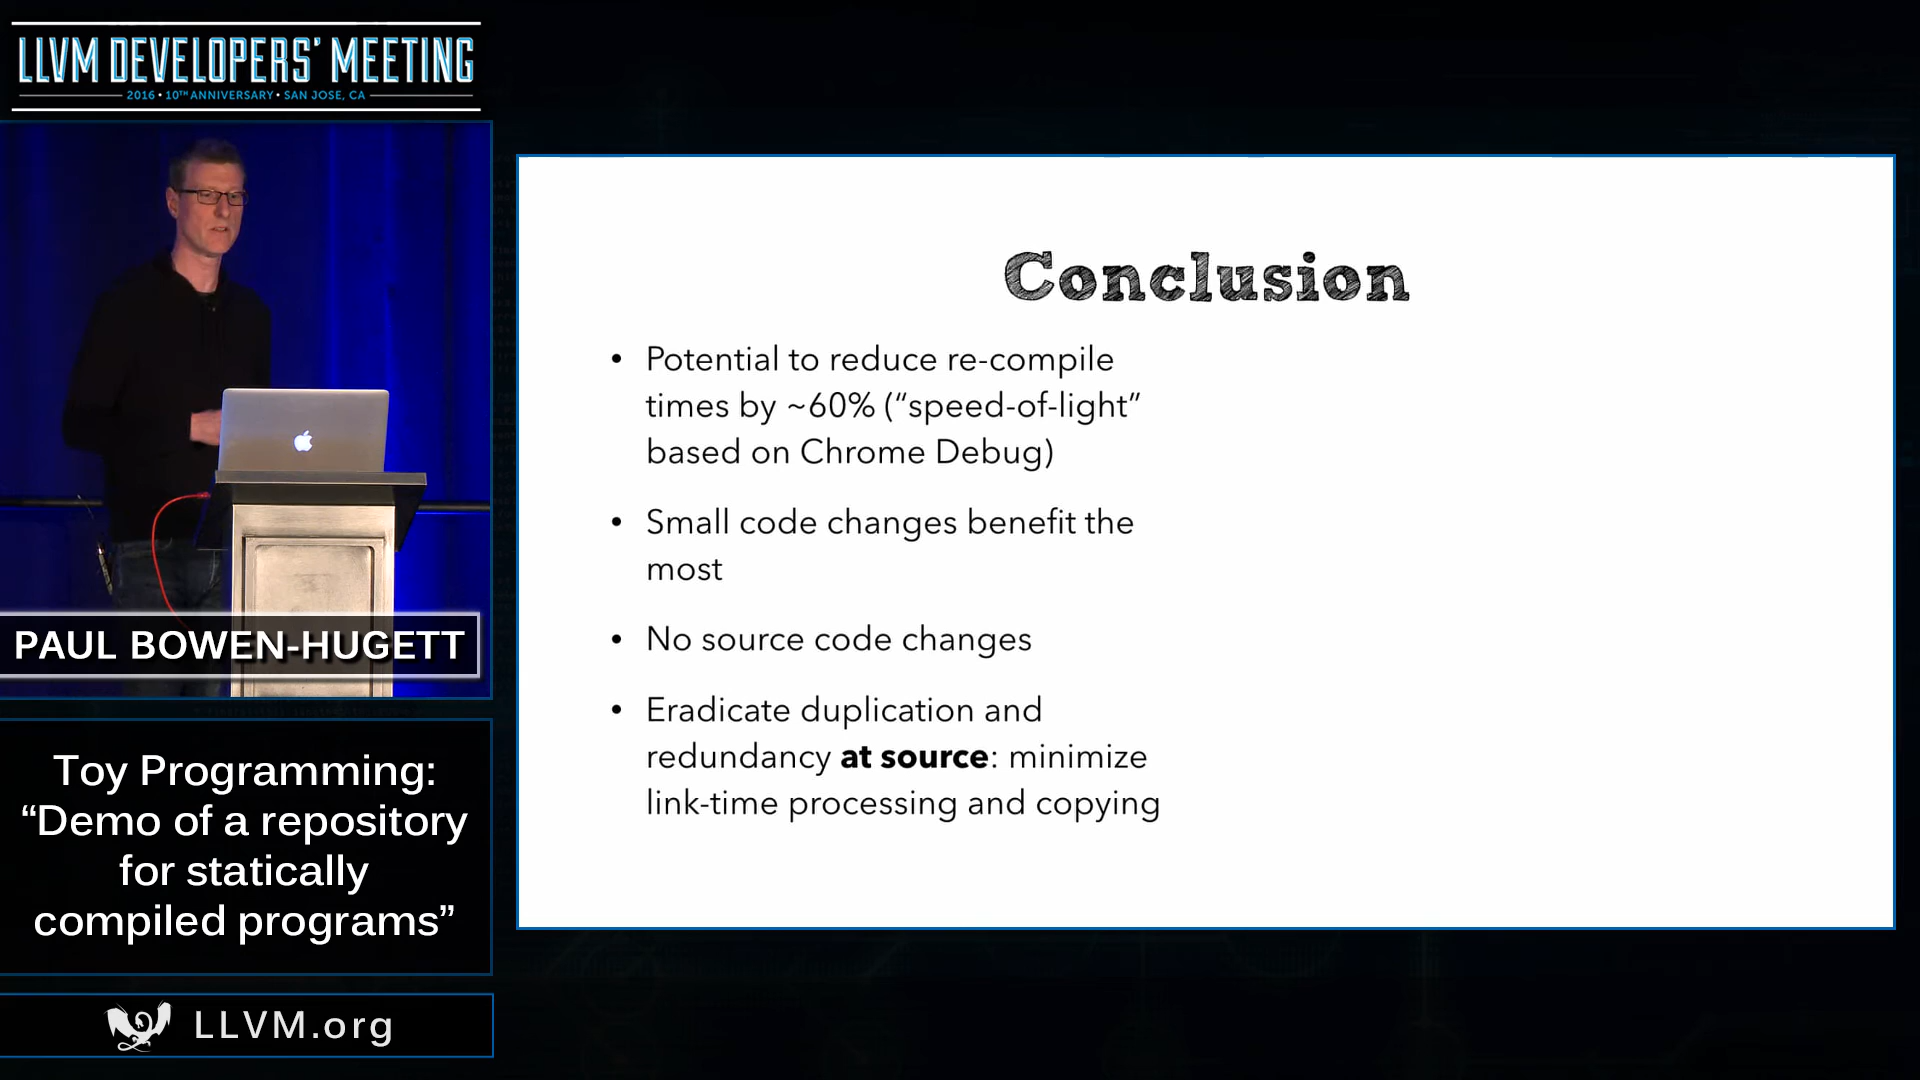 LLVM DEVELOPERS' MEETING
2016 • 10TH ANNIVERSARY • SAN JOSE, CA
PAUL BOWEN-HUGETT
Toy Programming:
“Demo of a repository
for statically
compiled programs”
LLVM.org
Conclusion
• Potential to reduce re-compile
times by ~60% (“speed-of-light”
based on Chrome Debug)
• Small code changes benefit the
most
• No source code changes
• Eradicate duplication and
redundancy at source: minimize
link-time processing and copying